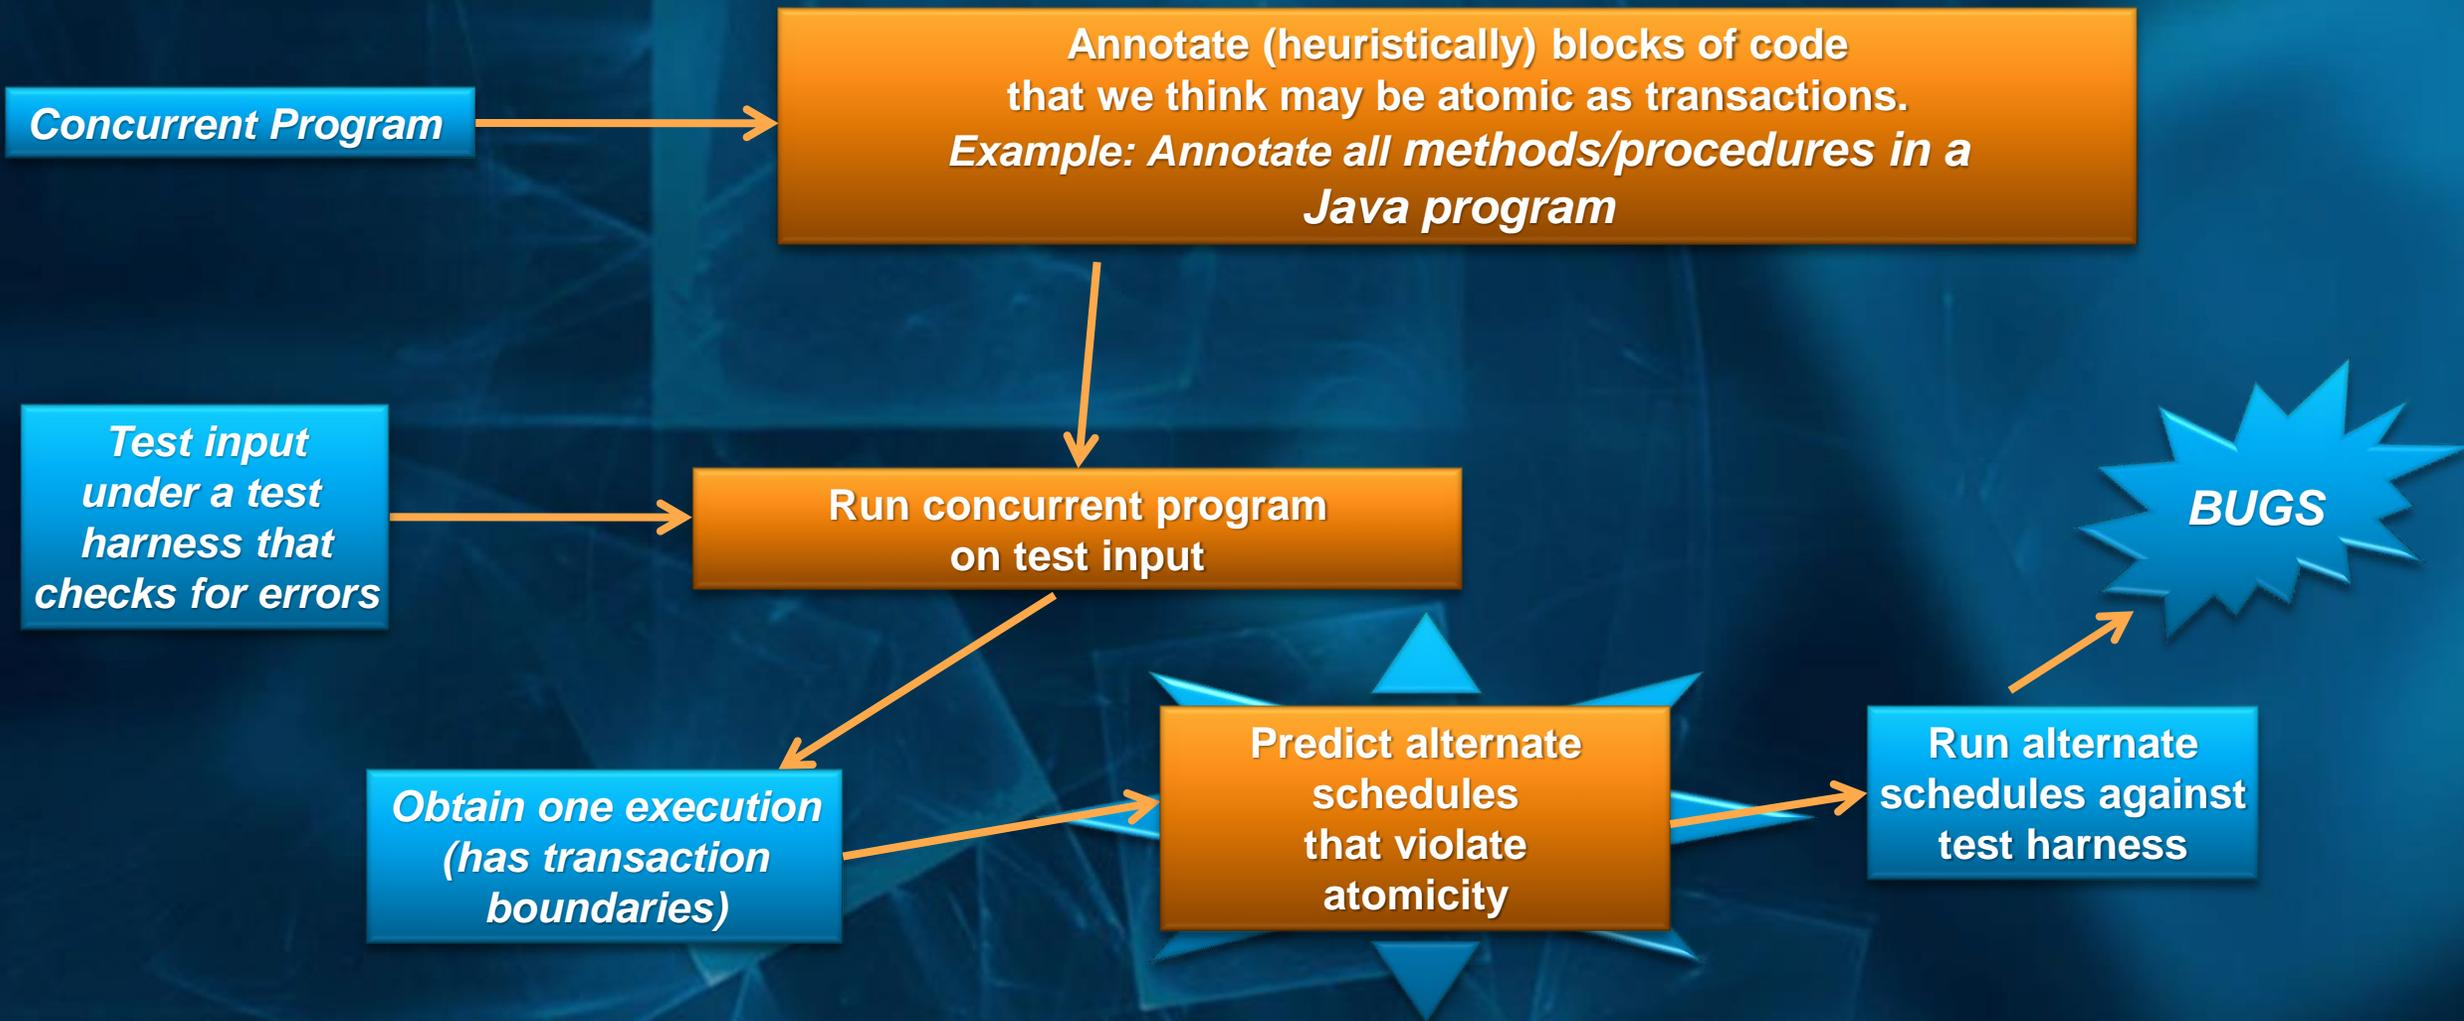 Annotate (heuristically) blocks of code
that we think may be atomic as transactions.
Example: Annotate all methods/procedures in a
Java program
Concurrent Program
Test input
under a test
harness that
checks for errors
Run concurrent program
on test input
BUGS
Obtain one execution
(has transaction
boundaries)
Predict alternate
schedules
that violate
atomicity
Run alternate
schedules against
test harness